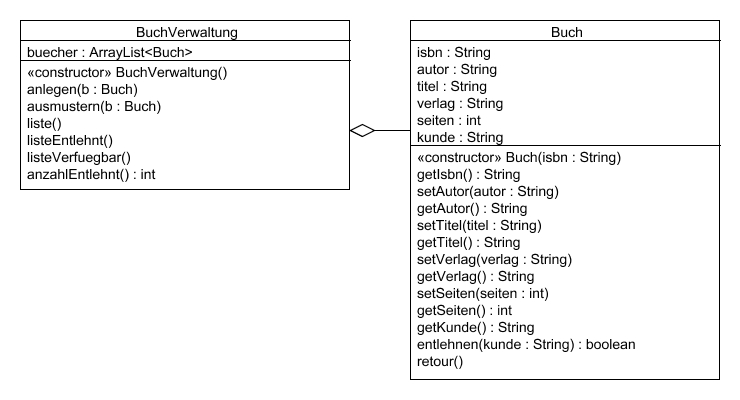 BuchVerwaltung
buecher : ArrayList<Buch>
«constructor» BuchVerwaltung()
anlegen(b : Buch)
ausmustern(b : Buch)
liste()
listeEntlehnt()
listeVerfuegbar()
anzahlEntlehnt() : int
Buch
isbn : String
autor : String
titel : String
verlag : String
seiten : int
kunde : String
«constructor» Buch(isbn : String)
getIsbn() : String
setAutor(autor : String)
getAutor() : String
setTitel(titel : String)
getTitel() : String
setVerlag(verlag : String)
getVerlag() : String
setSeiten(seiten : int)
getSeiten() : int
getKunde() : String
entlehnen(kunde : String) : boolean
retour()